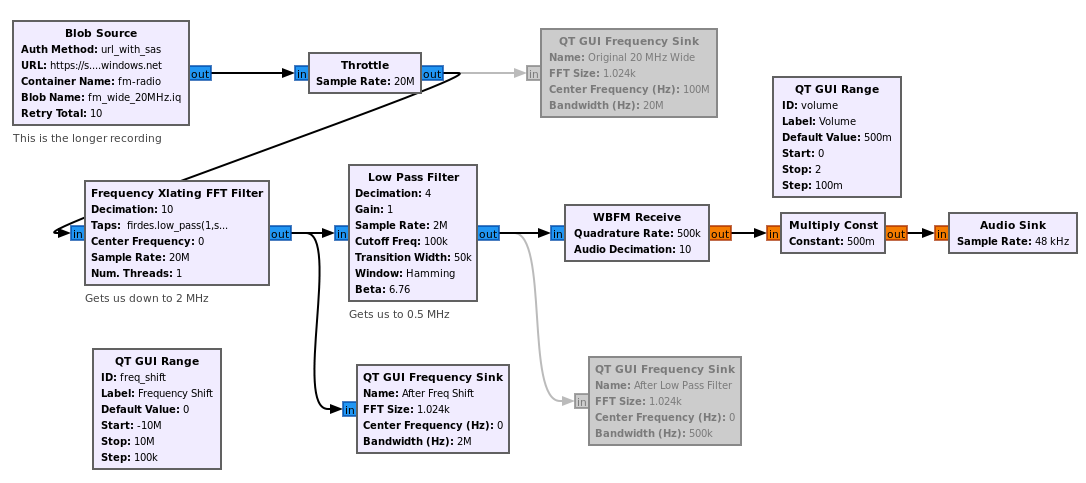 Blob Source
Auth Method: url_with_sas
URL: https://s....windows.net
Container Name: fm-radio
Blob Name: fm_wide_20MHz.iq
Retry Total: 10
out
This is the longer recording
in
Throttle
Sample Rate: 20M
out
in
QT GUI Frequency Sink
Name: Original 20 MHz Wide
FFT Size: 1.024k
Center Frequency (Hz): 100M
Bandwidth (Hz): 20M
QT GUI Range
ID: volume
Label: Volume
Default Value: 500m
Start: 0
Stop: 2
Step: 100m
in
Frequency Xlating FFT Filter
Decimation: 10
Taps: firdes.low_pass(1,s...
Center Frequency: 0
Sample Rate: 20M
Num. Threads: 1
out
Gets us down to 2 MHz
in
Low Pass Filter
Decimation: 4
Gain: 1
Sample Rate: 2M
Cutoff Freq: 100k
Transition Width: 50k
Window: Hamming
Beta: 6.76
out
Gets us to 0.5 MHz
in
WBFM Receive
Quadrature Rate: 500k
Audio Decimation: 10
out
in
Multiply Const
Constant: 500m
out
in
Audio Sink
Sample Rate: 48 kHz
QT GUI Range
ID: freq_shift
Label: Frequency Shift
Default Value: 0
Start: -10M
Stop: 10M
Step: 100k
in
QT GUI Frequency Sink
Name: After Freq Shift
FFT Size: 1.024k
Center Frequency (Hz): 0
Bandwidth (Hz): 2M
in
QT GUI Frequency Sink
Name: After Low Pass Filter
FFT Size: 1.024k
Center Frequency (Hz): 0
Bandwidth (Hz): 500k